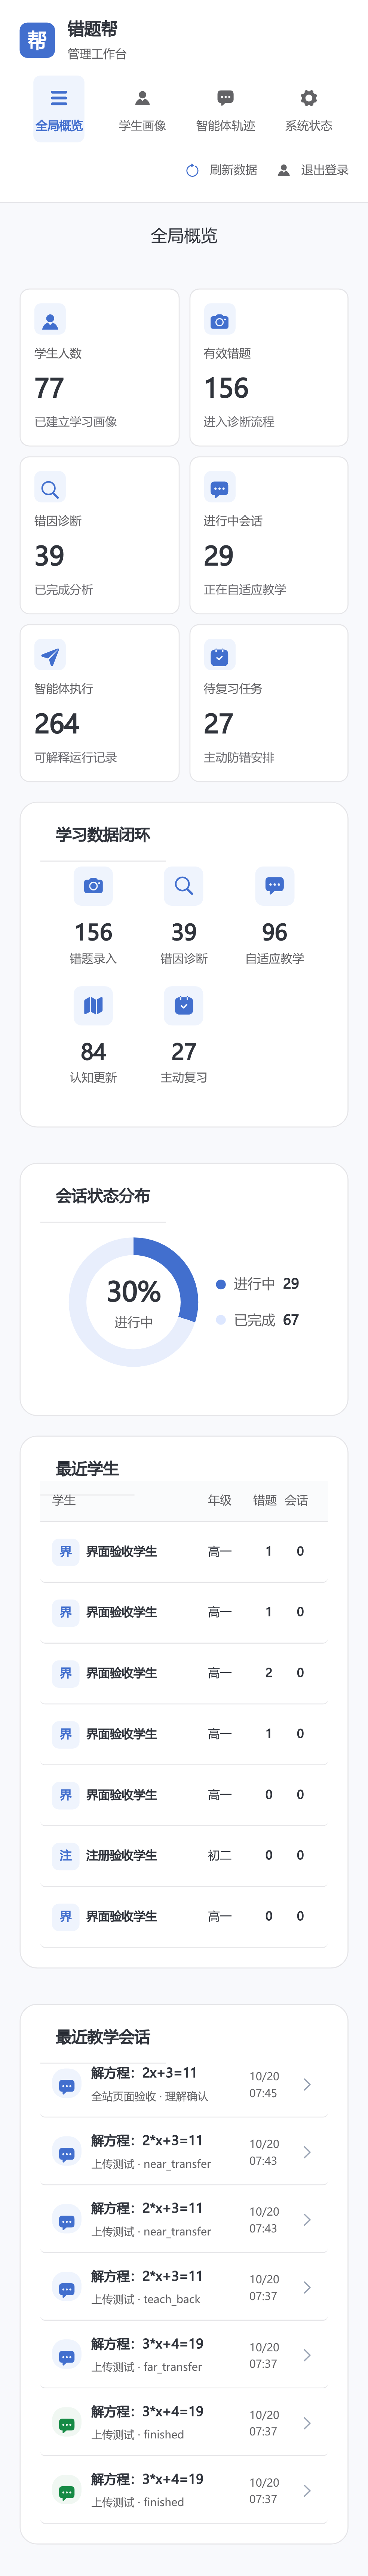 帮
错题帮
管理工作台
全局概览 学生画像 智能体轨迹 系统状态
刷新数据 退出登录
全局概览
学生人数
77
已建立学习画像
有效错题
156
进入诊断流程
错因诊断
39
已完成分析
进行中会话
29
正在自适应教学
智能体执行
264
可解释运行记录
待复习任务
27
主动防错安排
学习数据闭环
156 39 96
错题录入 错因诊断 自适应教学
84 27
认知更新 主动复习
会话状态分布
30%
进行中
进行中 29
已完成 67
最近学生
学生 年级 错题 会话
界 界面验收学生 高一 1 0
界 界面验收学生 高一 1 0
界 界面验收学生 高一 2 0
界 界面验收学生 高一 1 0
界 界面验收学生 高一 0 0
注 注册验收学生 初二 0 0
界 界面验收学生 高一 0 0
最近教学会话
解方程：2x+3=11
全站页面验收 · 理解确认
10/20
07:45
解方程：2*x+3=11
上传测试 · near_transfer
10/20
07:43
解方程：2*x+3=11
上传测试 · near_transfer
10/20
07:43
解方程：2*x+3=11
上传测试 · teach_back
10/20
07:37
解方程：3*x+4=19
上传测试 · far_transfer
10/20
07:37
解方程：3*x+4=19
上传测试 · finished
10/20
07:37
解方程：3*x+4=19
上传测试 · finished
10/20
07:37